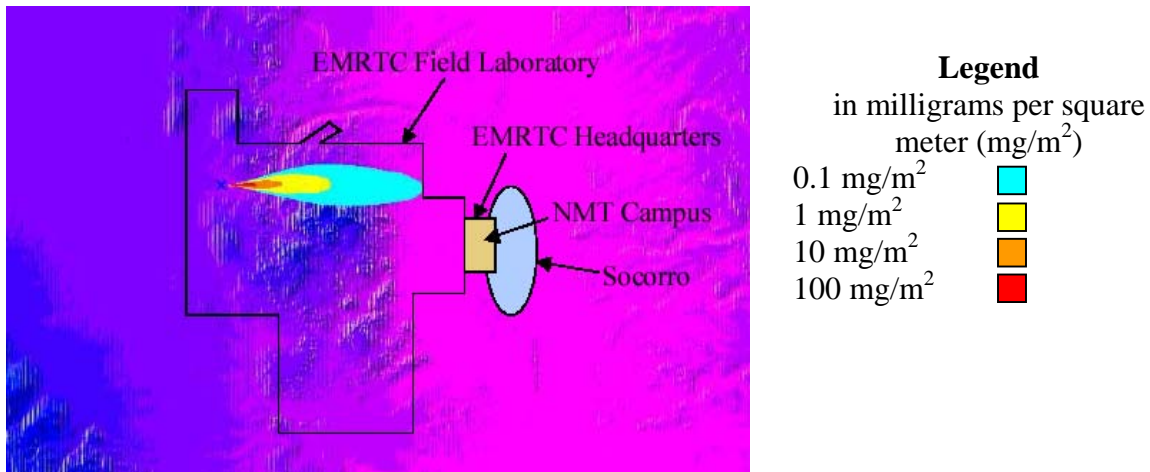 EMRTC Field Laboratory
EMRTC Headquarters
NMT Campus
Socorro
Legend
in milligrams per square
meter (mg/m²)
0.1 mg/m²
1 mg/m²
10 mg/m²
100 mg/m²